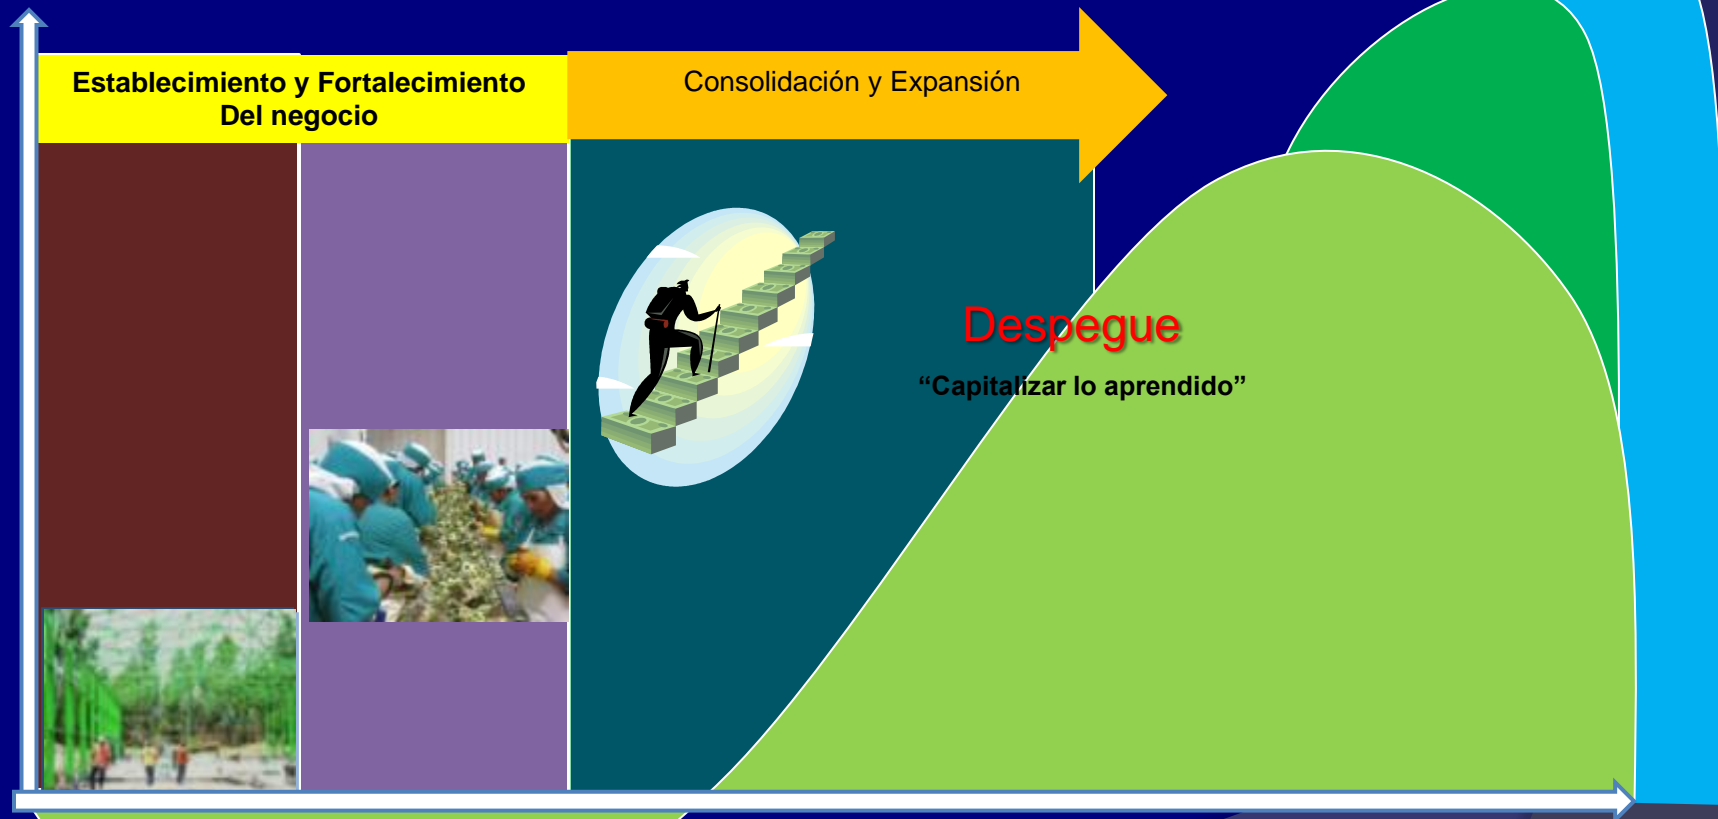 Establecimiento y Fortalecimiento
Del negocio
Consolidación y Expansión
Despegue
“Capitalizar lo aprendido”